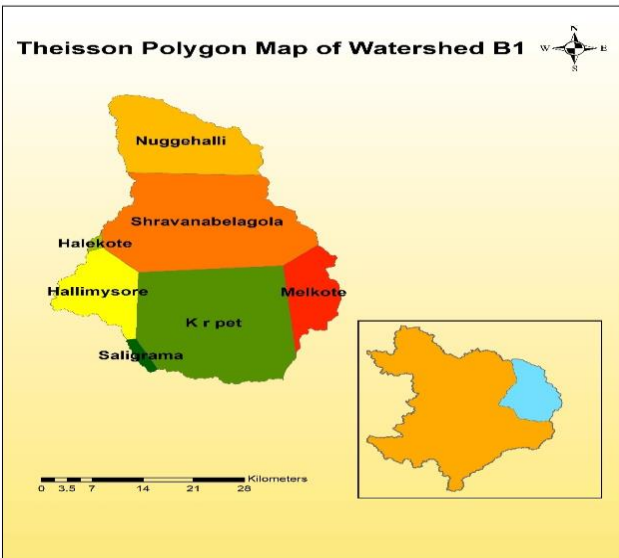 Theisson Polygon Map of Watershed B1
N
W E
S
Nuggehalli
Shravanabelagola
Halekote
Hallimysore
Melkote
K r pet
Saligrama
Kilometers
0 3.5 7 14 21 28